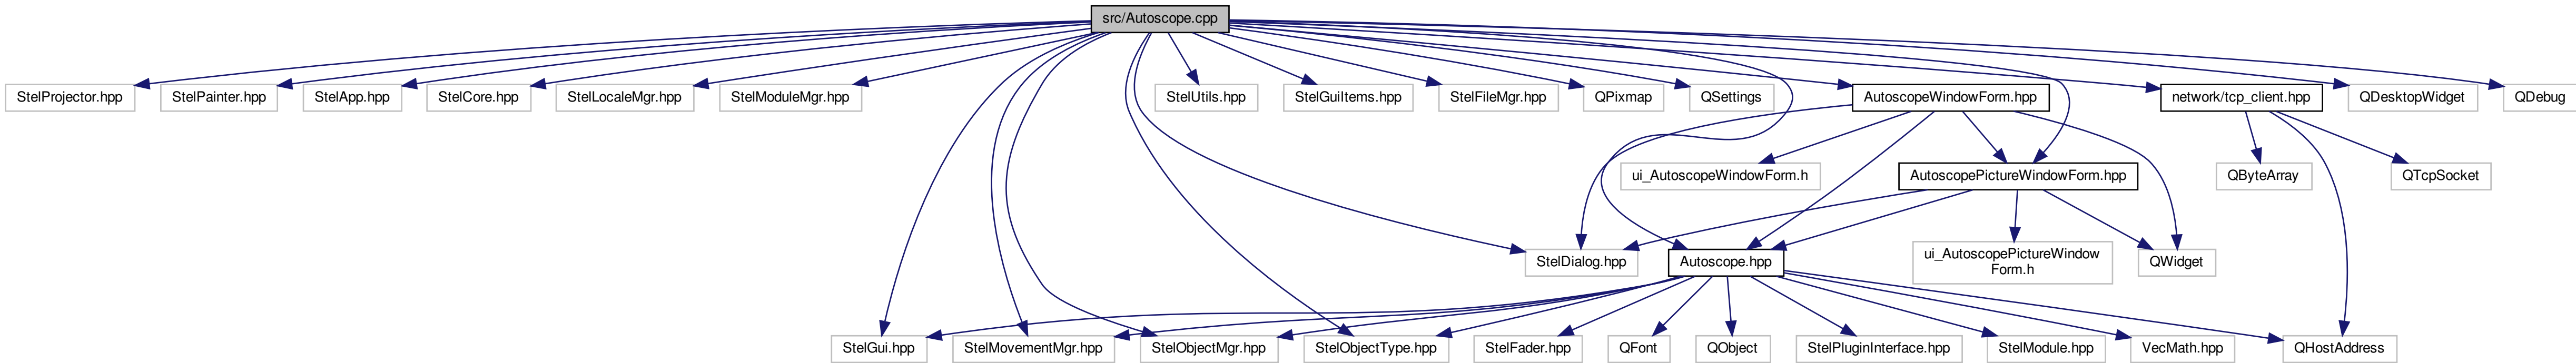 src/Autoscope.cpp
StelProjector.hpp
StelPainter.hpp
StelApp.hpp
StelCore.hpp
StelLocaleMgr.hpp
StelModuleMgr.hpp
StelUtils.hpp
StelGuiItems.hpp
StelFileMgr.hpp
QPixmap
QSettings
AutoscopeWindowForm.hpp
network/tcp_client.hpp
QDesktopWidget
QDebug
ui_AutoscopeWindowForm.h
AutoscopePictureWindowForm.hpp
QByteArray
QTcpSocket
StelDialog.hpp
Autoscope.hpp
ui_AutoscopePictureWindow
Form.h
QWidget
StelGui.hpp
StelMovementMgr.hpp
StelObjectMgr.hpp
StelObjectType.hpp
StelFader.hpp
QFont
QObject
StelPluginInterface.hpp
StelModule.hpp
VecMath.hpp
QHostAddress